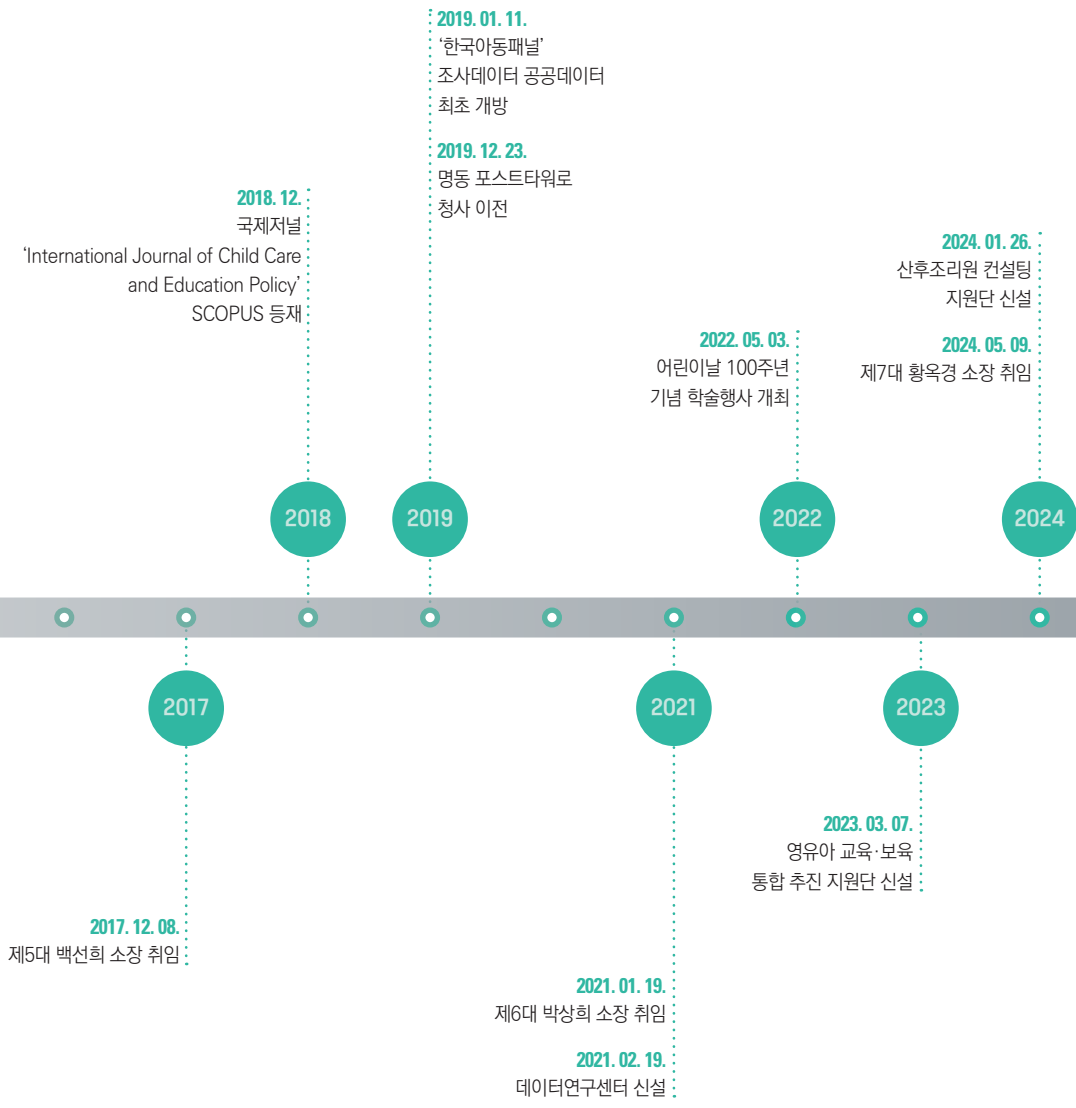 2019. 01. 11.
‘한국아동패널’
조사데이터 공공데이터
최초 개방
2019. 12. 23.
명동 포스트타워로
청사 이전
2018. 12.
국제저널
‘International Journal of Child Care
and Education Policy’
SCOPUS 등재
2024. 01. 26.
산후조리원 컨설팅
지원단 신설
2024. 05. 09.
제7대 황옥경 소장 취임
2022. 05. 03.
어린이날 100주년
기념 학술행사 개최
2018
2019
2022
2024
2017
2021
2023
2023. 03. 07.
영유아 교육·보육
통합 추진 지원단 신설
2017. 12. 08.
제5대 백선희 소장 취임
2021. 01. 19.
제6대 박상희 소장 취임
2021. 02. 19.
데이터연구센터 신설